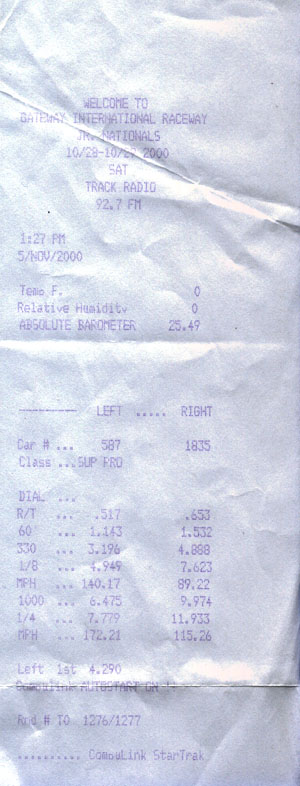 WELCOME TO
GATEWAY INTERNATIONAL RACEWAY
JR. NATIONALS
10/28-10/29 2000
SAT
TRACK RADIO
92.7 FM
1:27 PM
5/NOV/2000
Temp F. 0
Relative Humidity 0
ABSOLUTE BAROMETER 25.49
--------- LEFT ..... RIGHT
Car # ... 587 1835
Class ...SUP PRO
DIAL ...
R/T ... .517 .653
60 ... 1.143 1.532
330 ... 3.196 4.888
1/8 ... 4.949 7.623
MPH ... 140.17 89.22
1000 ... 6.475 9.974
1/4 ... 7.779 11.933
MPH ... 172.21 115.26
Left 1st 4.290
CompuLink AUTOSTART ON !!
Rnd # TO 1276/1277
.......... CompuLink StarTrak